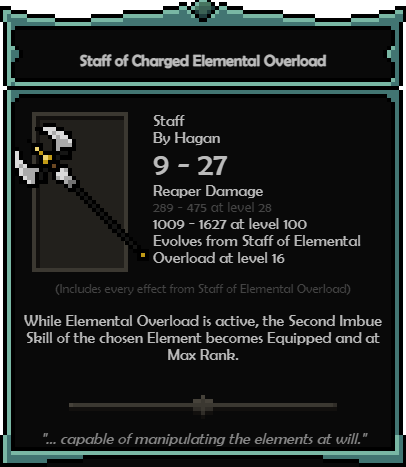 Staff of Charged Elemental Overload
Staff
By Hagan
9 - 27
Reaper Damage
289 - 475 at level 28
1009 - 1627 at level 100
Evolves from Staff of Elemental
Overload at level 16
(Includes every effect from Staff of Elemental Overload)
While Elemental Overload is active, the Second Imbue
Skill of the chosen Element becomes Equipped and at
Max Rank.
"... capable of manipulating the elements at will."